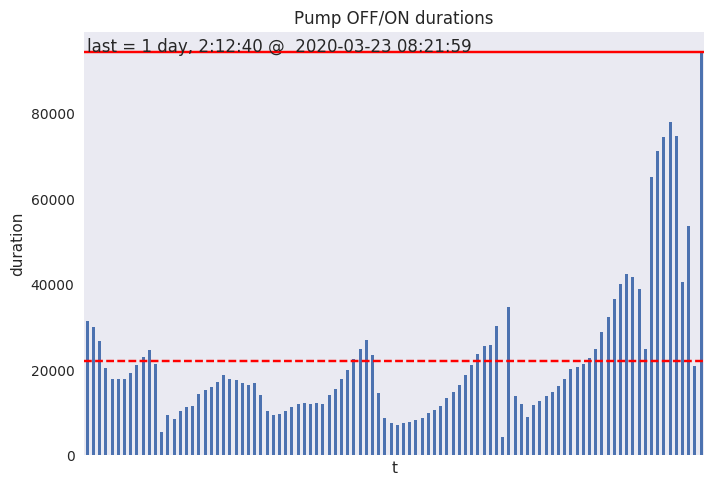 Pump OFF/ON durations
last = 1 day, 2:12:40 @  2020-03-23 08:21:59
80000
60000
40000
20000
0
duration
t